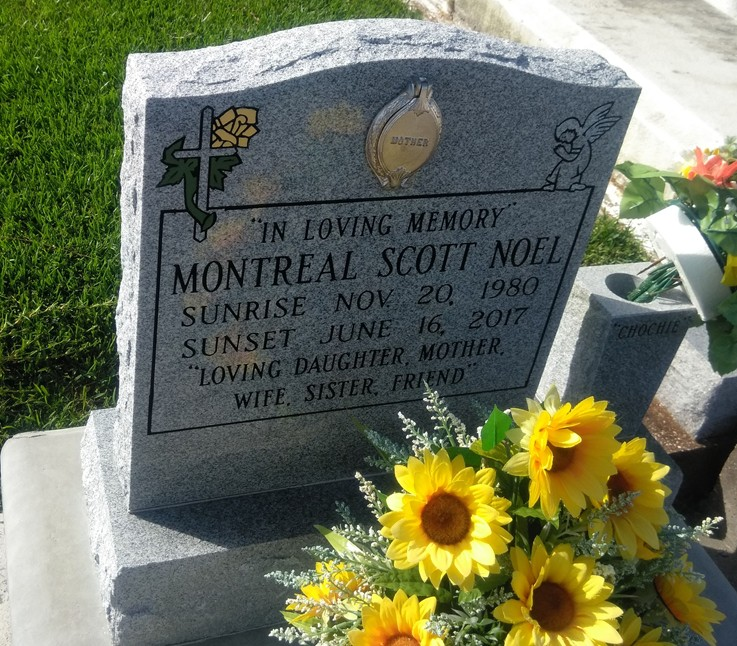 MOTHER
"IN LOVING MEMORY"
MONTREAL SCOTT NOEL
SUNRISE NOV. 20, 1980
SUNSET JUNE 16, 2017
"LOVING DAUGHTER, MOTHER,
WIFE, SISTER, FRIEND"
"CHOCHIE